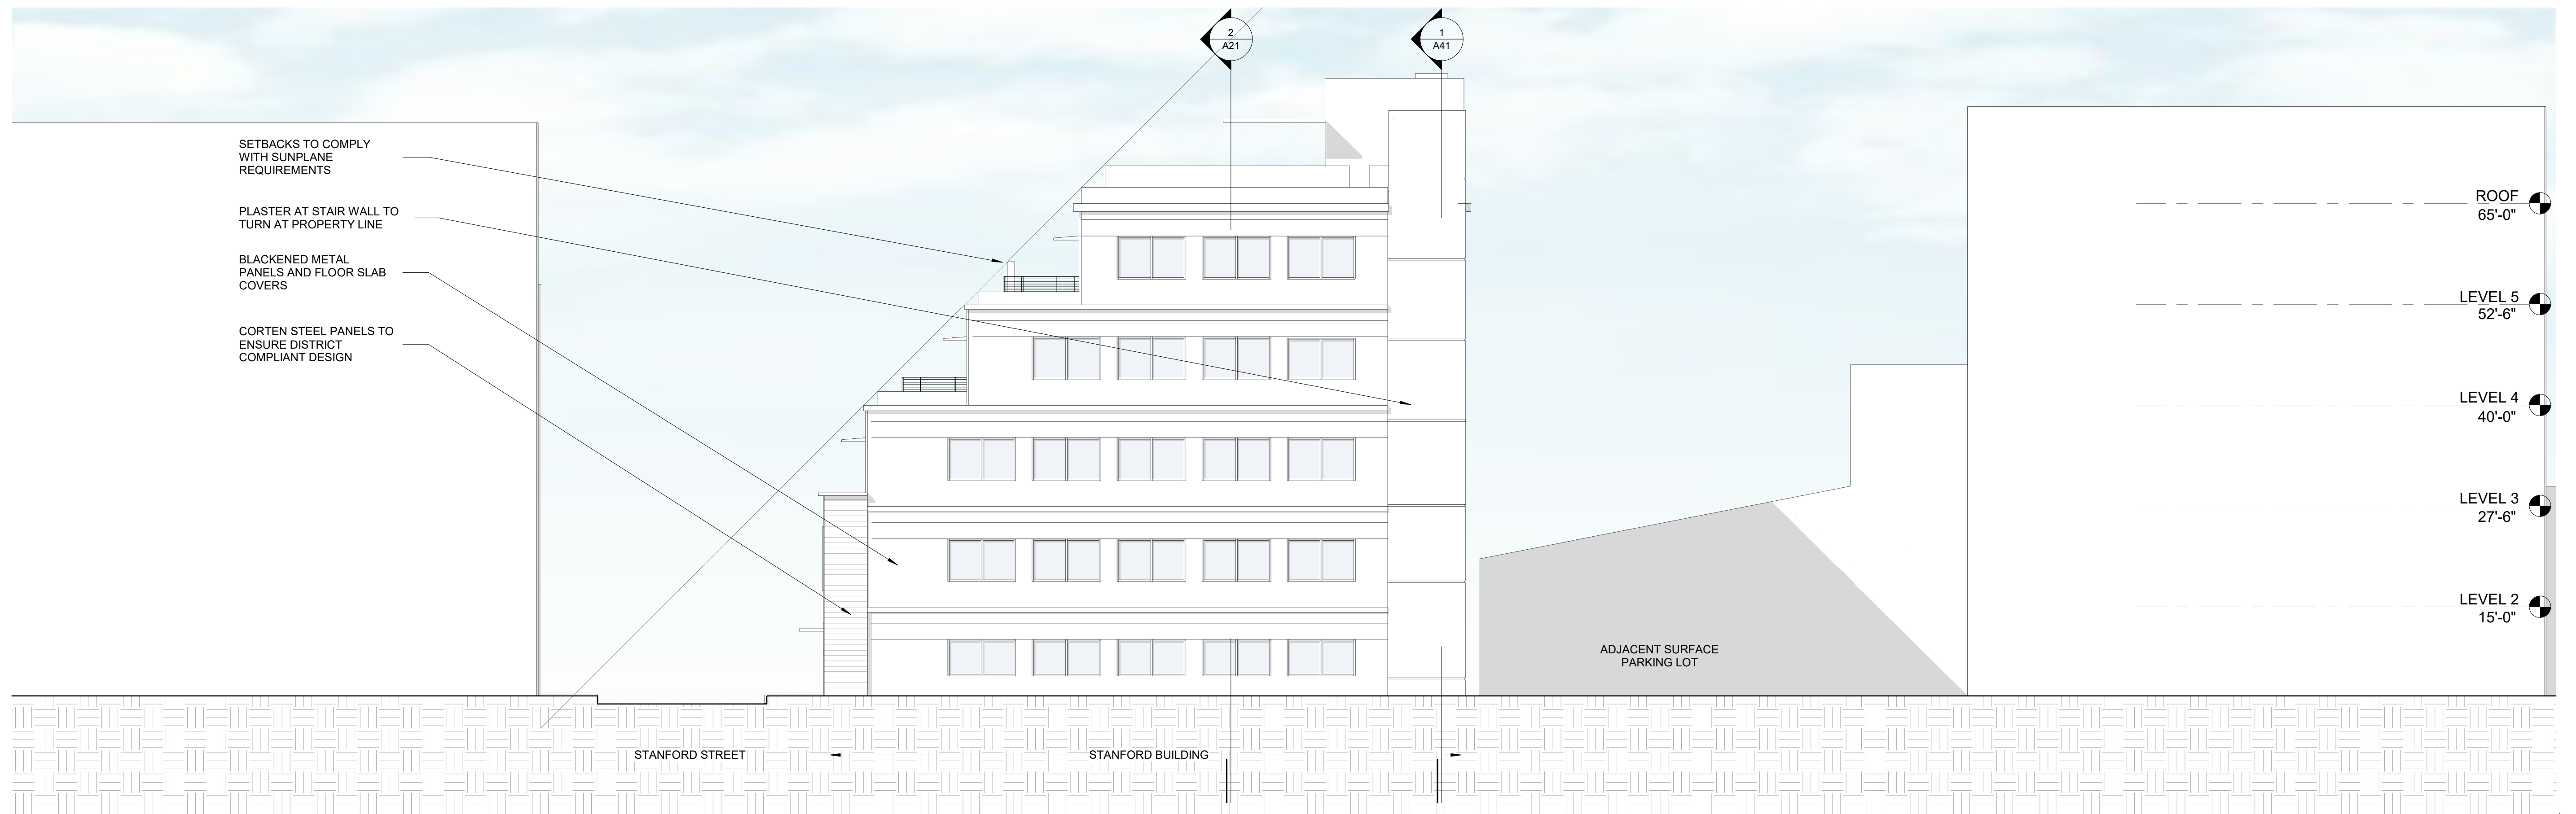 2
A21
1
A41
SETBACKS TO COMPLY
WITH SUNPLANE
REQUIREMENTS
PLASTER AT STAIR WALL TO
TURN AT PROPERTY LINE
BLACKENED METAL
PANELS AND FLOOR SLAB
COVERS
CORTEN STEEL PANELS TO
ENSURE DISTRICT
COMPLIANT DESIGN
ROOF
65'-0"
LEVEL 5
52'-6"
LEVEL 4
40'-0"
LEVEL 3
27'-6"
LEVEL 2
15'-0"
ADJACENT SURFACE
PARKING LOT
STANFORD STREET
STANFORD BUILDING